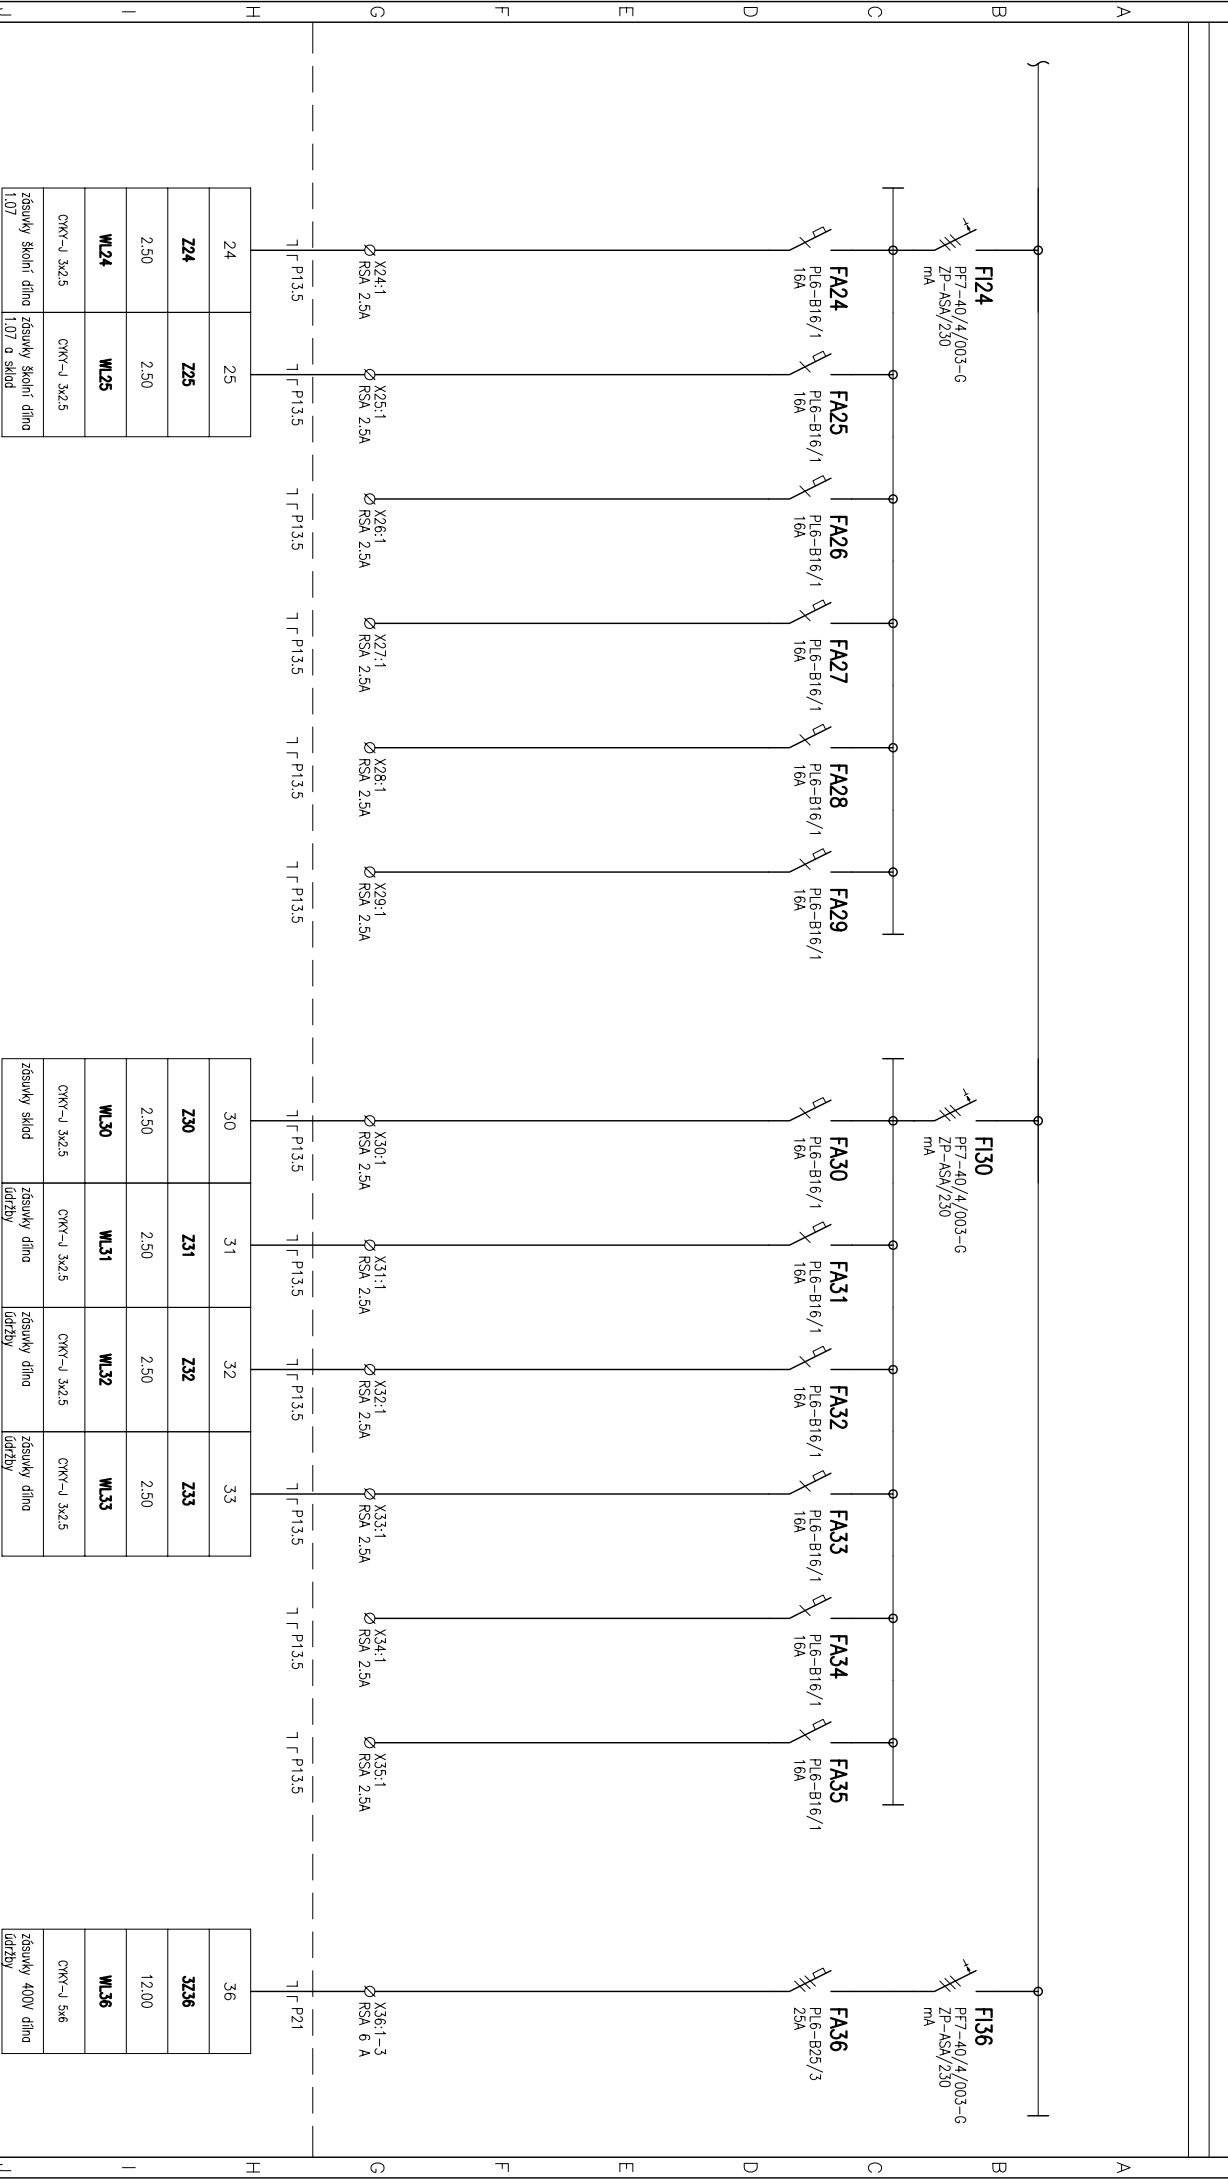 A
B
C
D
E
F
G
H
I
J
FI24
PF7-40/4/003-G
ZP-ASA/230
mA
FI30
PF7-40/4/003-G
ZP-ASA/230
mA
FI36
PF7-40/4/003-G
ZP-ASA/230
mA
FA24
PL6-B16/1
16A
FA25
PL6-B16/1
16A
FA26
PL6-B16/1
16A
FA27
PL6-B16/1
16A
FA28
PL6-B16/1
16A
FA29
PL6-B16/1
16A
FA30
PL6-B16/1
16A
FA31
PL6-B16/1
16A
FA32
PL6-B16/1
16A
FA33
PL6-B16/1
16A
FA34
PL6-B16/1
16A
FA35
PL6-B16/1
16A
FA36
PL6-B25/3
25A
X24:1
RSA 2.5A
X25:1
RSA 2.5A
X26:1
RSA 2.5A
X27:1
RSA 2.5A
X28:1
RSA 2.5A
X29:1
RSA 2.5A
X30:1
RSA 2.5A
X31:1
RSA 2.5A
X32:1
RSA 2.5A
X33:1
RSA 2.5A
X34:1
RSA 2.5A
X35:1
RSA 2.5A
X36:1-3
RSA 6 A
P13.5
P13.5
P13.5
P13.5
P13.5
P13.5
P13.5
P13.5
P13.5
P13.5
P13.5
P13.5
P21
24
Z24
2.50
WL24
CYKY-J 3x2.5
zásuvky školní dílna
1.07
25
Z25
2.50
WL25
CYKY-J 3x2.5
zásuvky školní dílna
1.07 a sklad
30
Z30
2.50
WL30
CYKY-J 3x2.5
zásuvky sklad
31
Z31
2.50
WL31
CYKY-J 3x2.5
zásuvky dílna
údržby
32
Z32
2.50
WL32
CYKY-J 3x2.5
zásuvky dílna
údržby
33
Z33
2.50
WL33
CYKY-J 3x2.5
zásuvky dílna
údržby
36
3Z36
12.00
WL36
CYKY-J 5x6
zásuvky 400V dílna
údržby
A
B
C
D
E
F
G
H
I
J